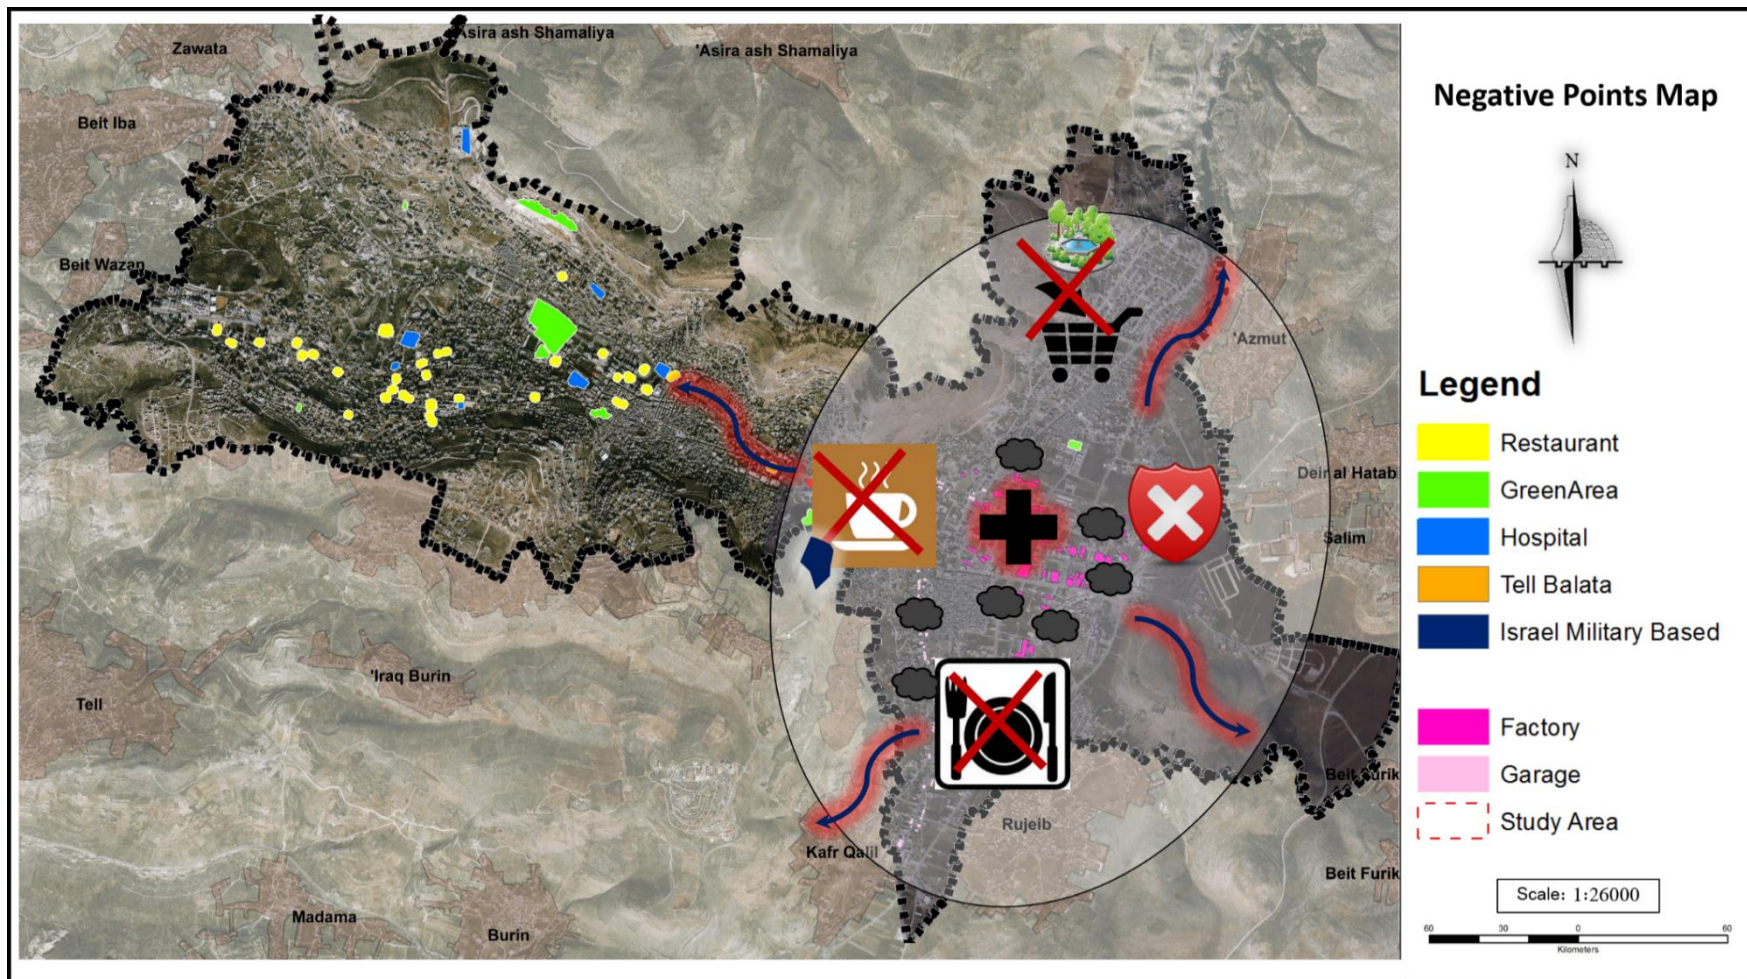 Zawata
Asira ash Shamaliya
'Asira ash Shamaliya
Beit Iba
Beit Wazan
'Azmut
Deir al Hatab
Salim
'Iraq Burin
Tell
Beit Furik
Rujeib
Kafr Qalil
Beit Furik
Madama
Burin
Negative Points Map
N
Legend
Restaurant
GreenArea
Hospital
Tell Balata
Israel Military Based
Factory
Garage
Study Area
Scale: 1:26000
60 30 0 60
Kilometers